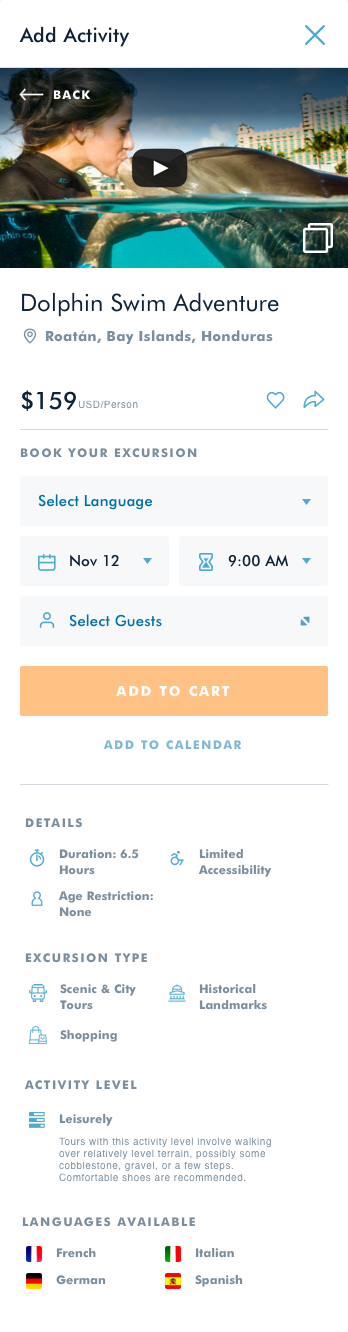 Add Activity
BACK
Dolphin Swim Adventure
Roatán, Bay Islands, Honduras
$159 USD/Person
BOOK YOUR EXCURSION
Select Language
Nov 12 9:00 AM
Select Guests
ADD TO CART
ADD TO CALENDAR
DETAILS
Duration: 6.5
Hours
Limited
Accessibility
Age Restriction:
None
EXCURSION TYPE
Scenic & City
Tours
Historical
Landmarks
Shopping
ACTIVITY LEVEL
Leisurely
Tours with this activity level involve walking
over relatively level terrain, possibly some
cobblestone, gravel, or a few steps.
Comfortable shoes are recommended.
LANGUAGES AVAILABLE
French Italian
German Spanish